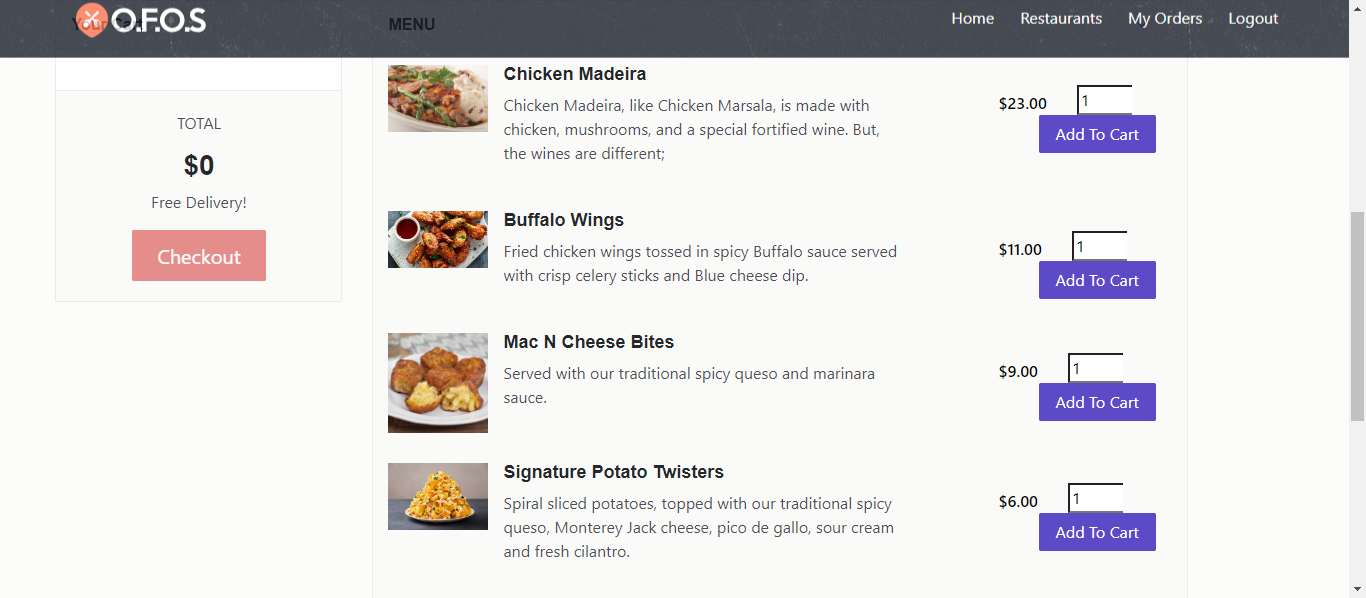 O.F.O.S
Home Restaurants My Orders Logout
MENU
TOTAL
$0
Free Delivery!
Checkout
Chicken Madeira
Chicken Madeira, like Chicken Marsala, is made with
chicken, mushrooms, and a special fortified wine. But,
the wines are different;
$23.00 1
Add To Cart
Buffalo Wings
Fried chicken wings tossed in spicy Buffalo sauce served
with crisp celery sticks and Blue cheese dip.
$11.00 1
Add To Cart
Mac N Cheese Bites
Served with our traditional spicy queso and marinara
sauce.
$9.00 1
Add To Cart
Signature Potato Twisters
Spiral sliced potatoes, topped with our traditional spicy
queso, Monterey Jack cheese, pico de gallo, sour cream
and fresh cilantro.
$6.00 1
Add To Cart